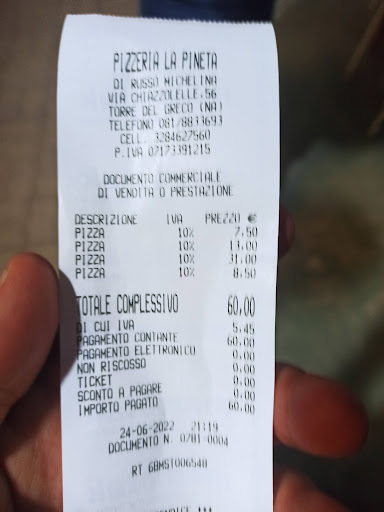 PIZZERIA LA PINETA
DI RUSSO MICHELINA
VIA CHIAZZOLELLE,56
TORRE DEL GRECO (NA)
TELEFONO 081/8833693
CELL. 3284627560
P.IVA 07173391215
DOCUMENTO COMMERCIALE
DI VENDITA O PRESTAZIONE
DESCRIZIONE IVA PREZZO €
PIZZA 10% 7,50
PIZZA 10% 13,00
PIZZA 10% 31,00
PIZZA 10% 8,50
TOTALE COMPLESSIVO 60,00
DI CUI IVA 5,45
PAGAMENTO CONTANTE 60,00
PAGAMENTO ELETTRONICO 0,00
NON RISCOSSO 0,00
TICKET 0,00
SCONTO A PAGARE 0,00
IMPORTO PAGATO 60,00
24-06-2022 21:19
DOCUMENTO N. 0781-0004
RT 6BMST006540